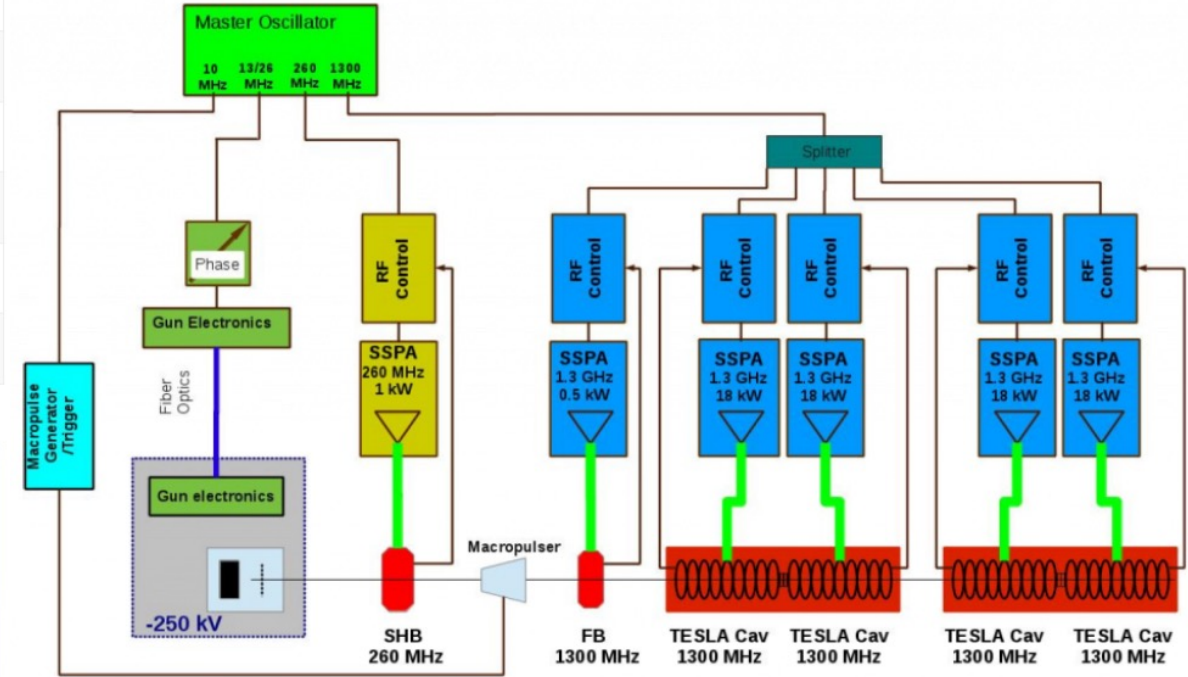 Master Oscillator
10 13/26 260 1300
MHz MHz MHz MHz
Splitter
Phase
Gun Electronics
Fiber
Optics
Macropulse
Generator
/Trigger
Gun electronics
-250 kV
RF
Control
SSPA
260 MHz
1 kW
SHB
260 MHz
Macropulser
RF
Control
SSPA
1.3 GHz
0.5 kW
FB
1300 MHz
RF
Control
SSPA
1.3 GHz
18 kW
TESLA Cav
1300 MHz
RF
Control
SSPA
1.3 GHz
18 kW
TESLA Cav
1300 MHz
RF
Control
SSPA
1.3 GHz
18 kW
TESLA Cav
1300 MHz
RF
Control
SSPA
1.3 GHz
18 kW
TESLA Cav
1300 MHz